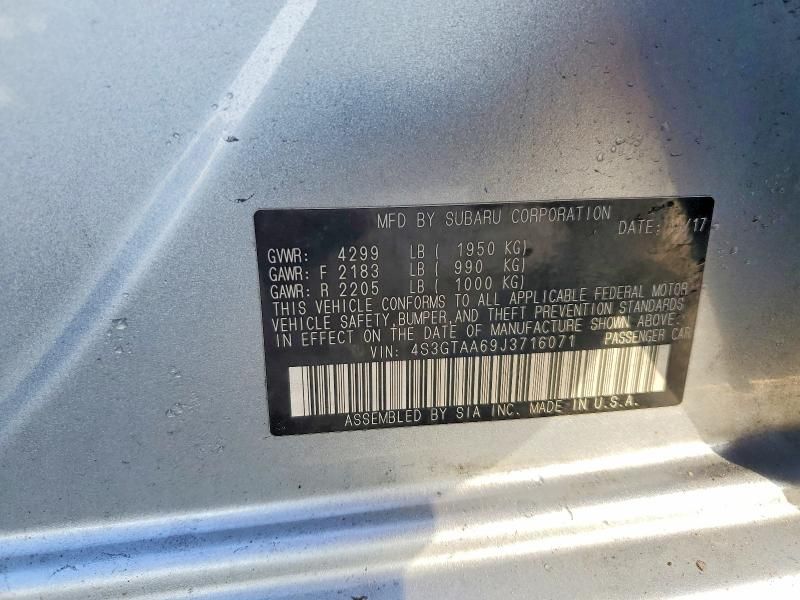 MFD BY SUBARU CORPORATION
DATE: /17
GVWR: 4299 LB ( 1950 KG)
GAWR: F 2183 LB ( 990 KG)
GAWR: R 2205 LB ( 1000 KG)
THIS VEHICLE CONFORMS TO ALL APPLICABLE FEDERAL MOTOR
VEHICLE SAFETY, BUMPER, AND THEFT PREVENTION STANDARDS
IN EFFECT ON THE DATE OF MANUFACTURE SHOWN ABOVE.
VIN: 4S3GTAA69J3716071 PASSENGER CAR
ASSEMBLED BY SIA INC. MADE IN U.S.A.